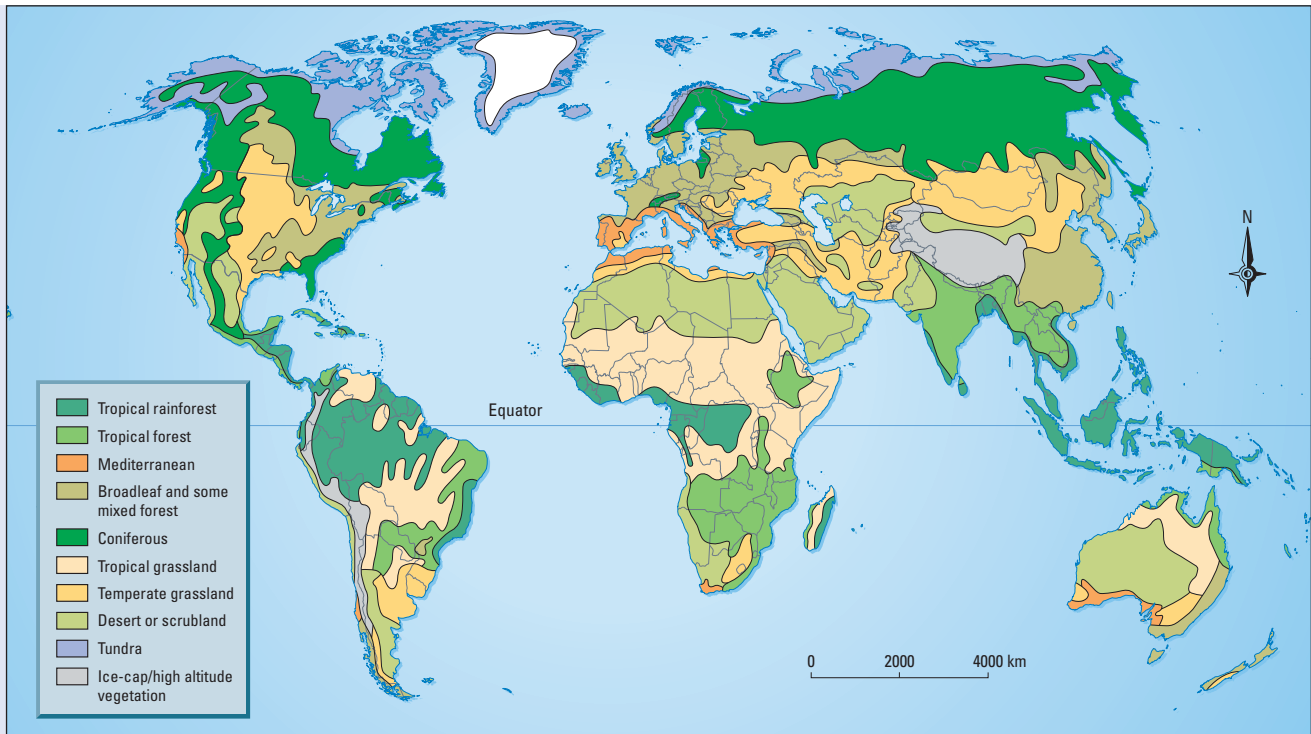 N
Equator
Tropical rainforest
Tropical forest
Mediterranean
Broadleaf and some
mixed forest
Coniferous
Tropical grassland
Temperate grassland
Desert or scrubland
Tundra
Ice-cap/high altitude
vegetation
0 2000 4000 km